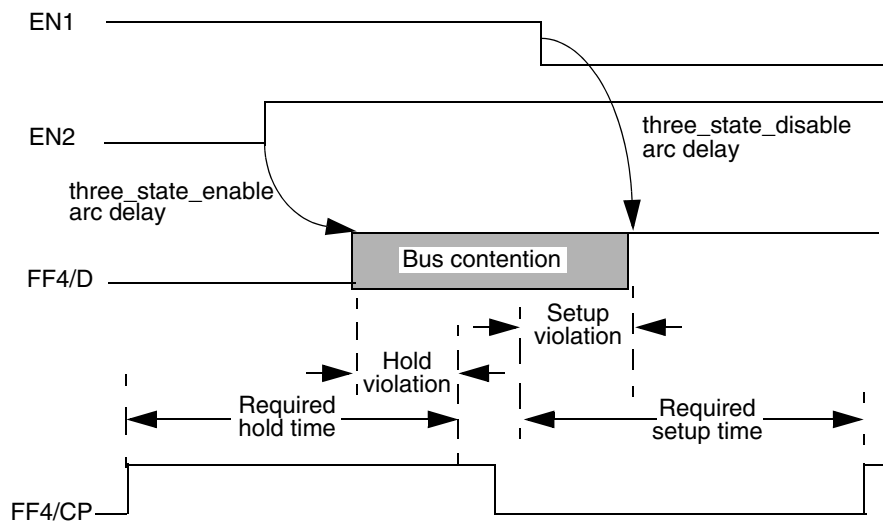 EN1
EN2
three_state_disable
arc delay
three_state_enable
arc delay
Bus contention
FF4/D
Setup
violation
Hold
violation
Required
hold time
Required
setup time
FF4/CP